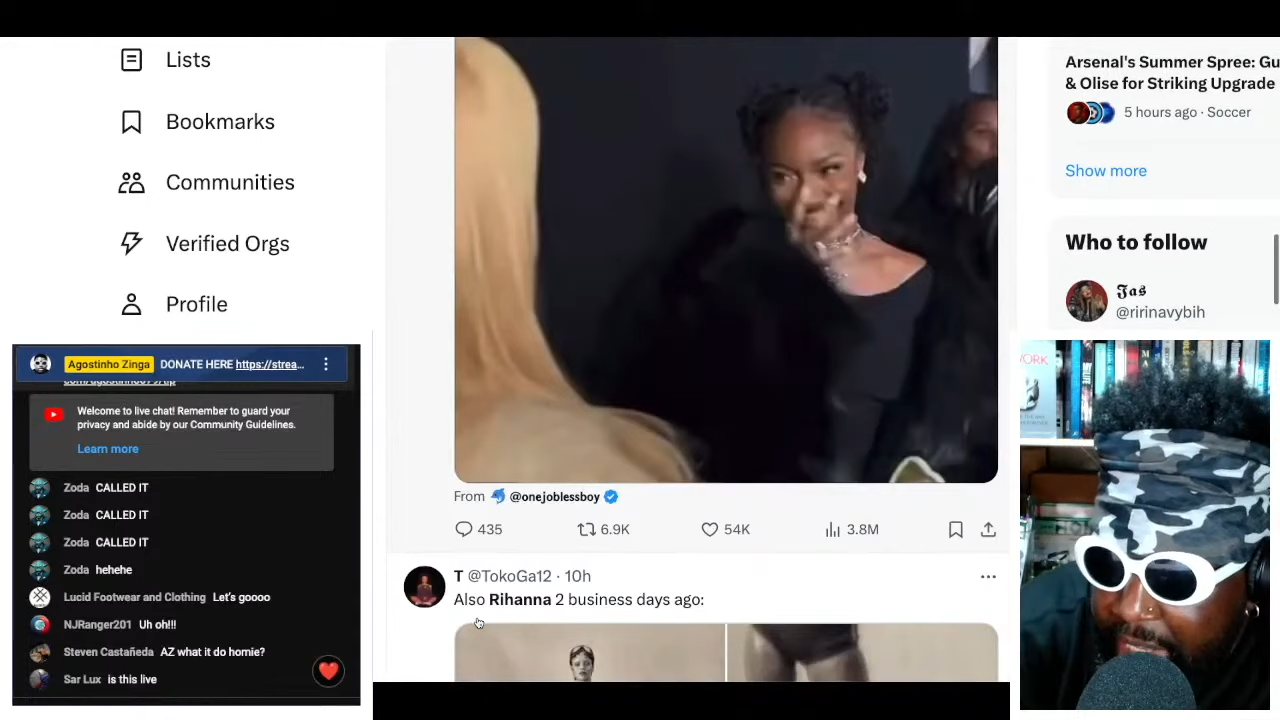 Lists
Bookmarks
Communities
Verified Orgs
Profile
Agostinho Zinga DONATE HERE https://strea...
Welcome to live chat! Remember to guard your
privacy and abide by our Community Guidelines.
Learn more
Zoda CALLED IT
Zoda CALLED IT
Zoda CALLED IT
Zoda hehehe
Lucid Footwear and Clothing Let's goooo
NJRanger201 Uh oh!!!
Steven Castañeda AZ what it do homie?
Sar Lux is this live
From @onejoblessboy
435 6.9K 54K 3.8M
T @TokoGa12 · 10h
Also Rihanna 2 business days ago:
Arsenal's Summer Spree: Gu
& Olise for Striking Upgrade
5 hours ago · Soccer
Show more
Who to follow
𝕵𝖆𝖘
@ririnavybih